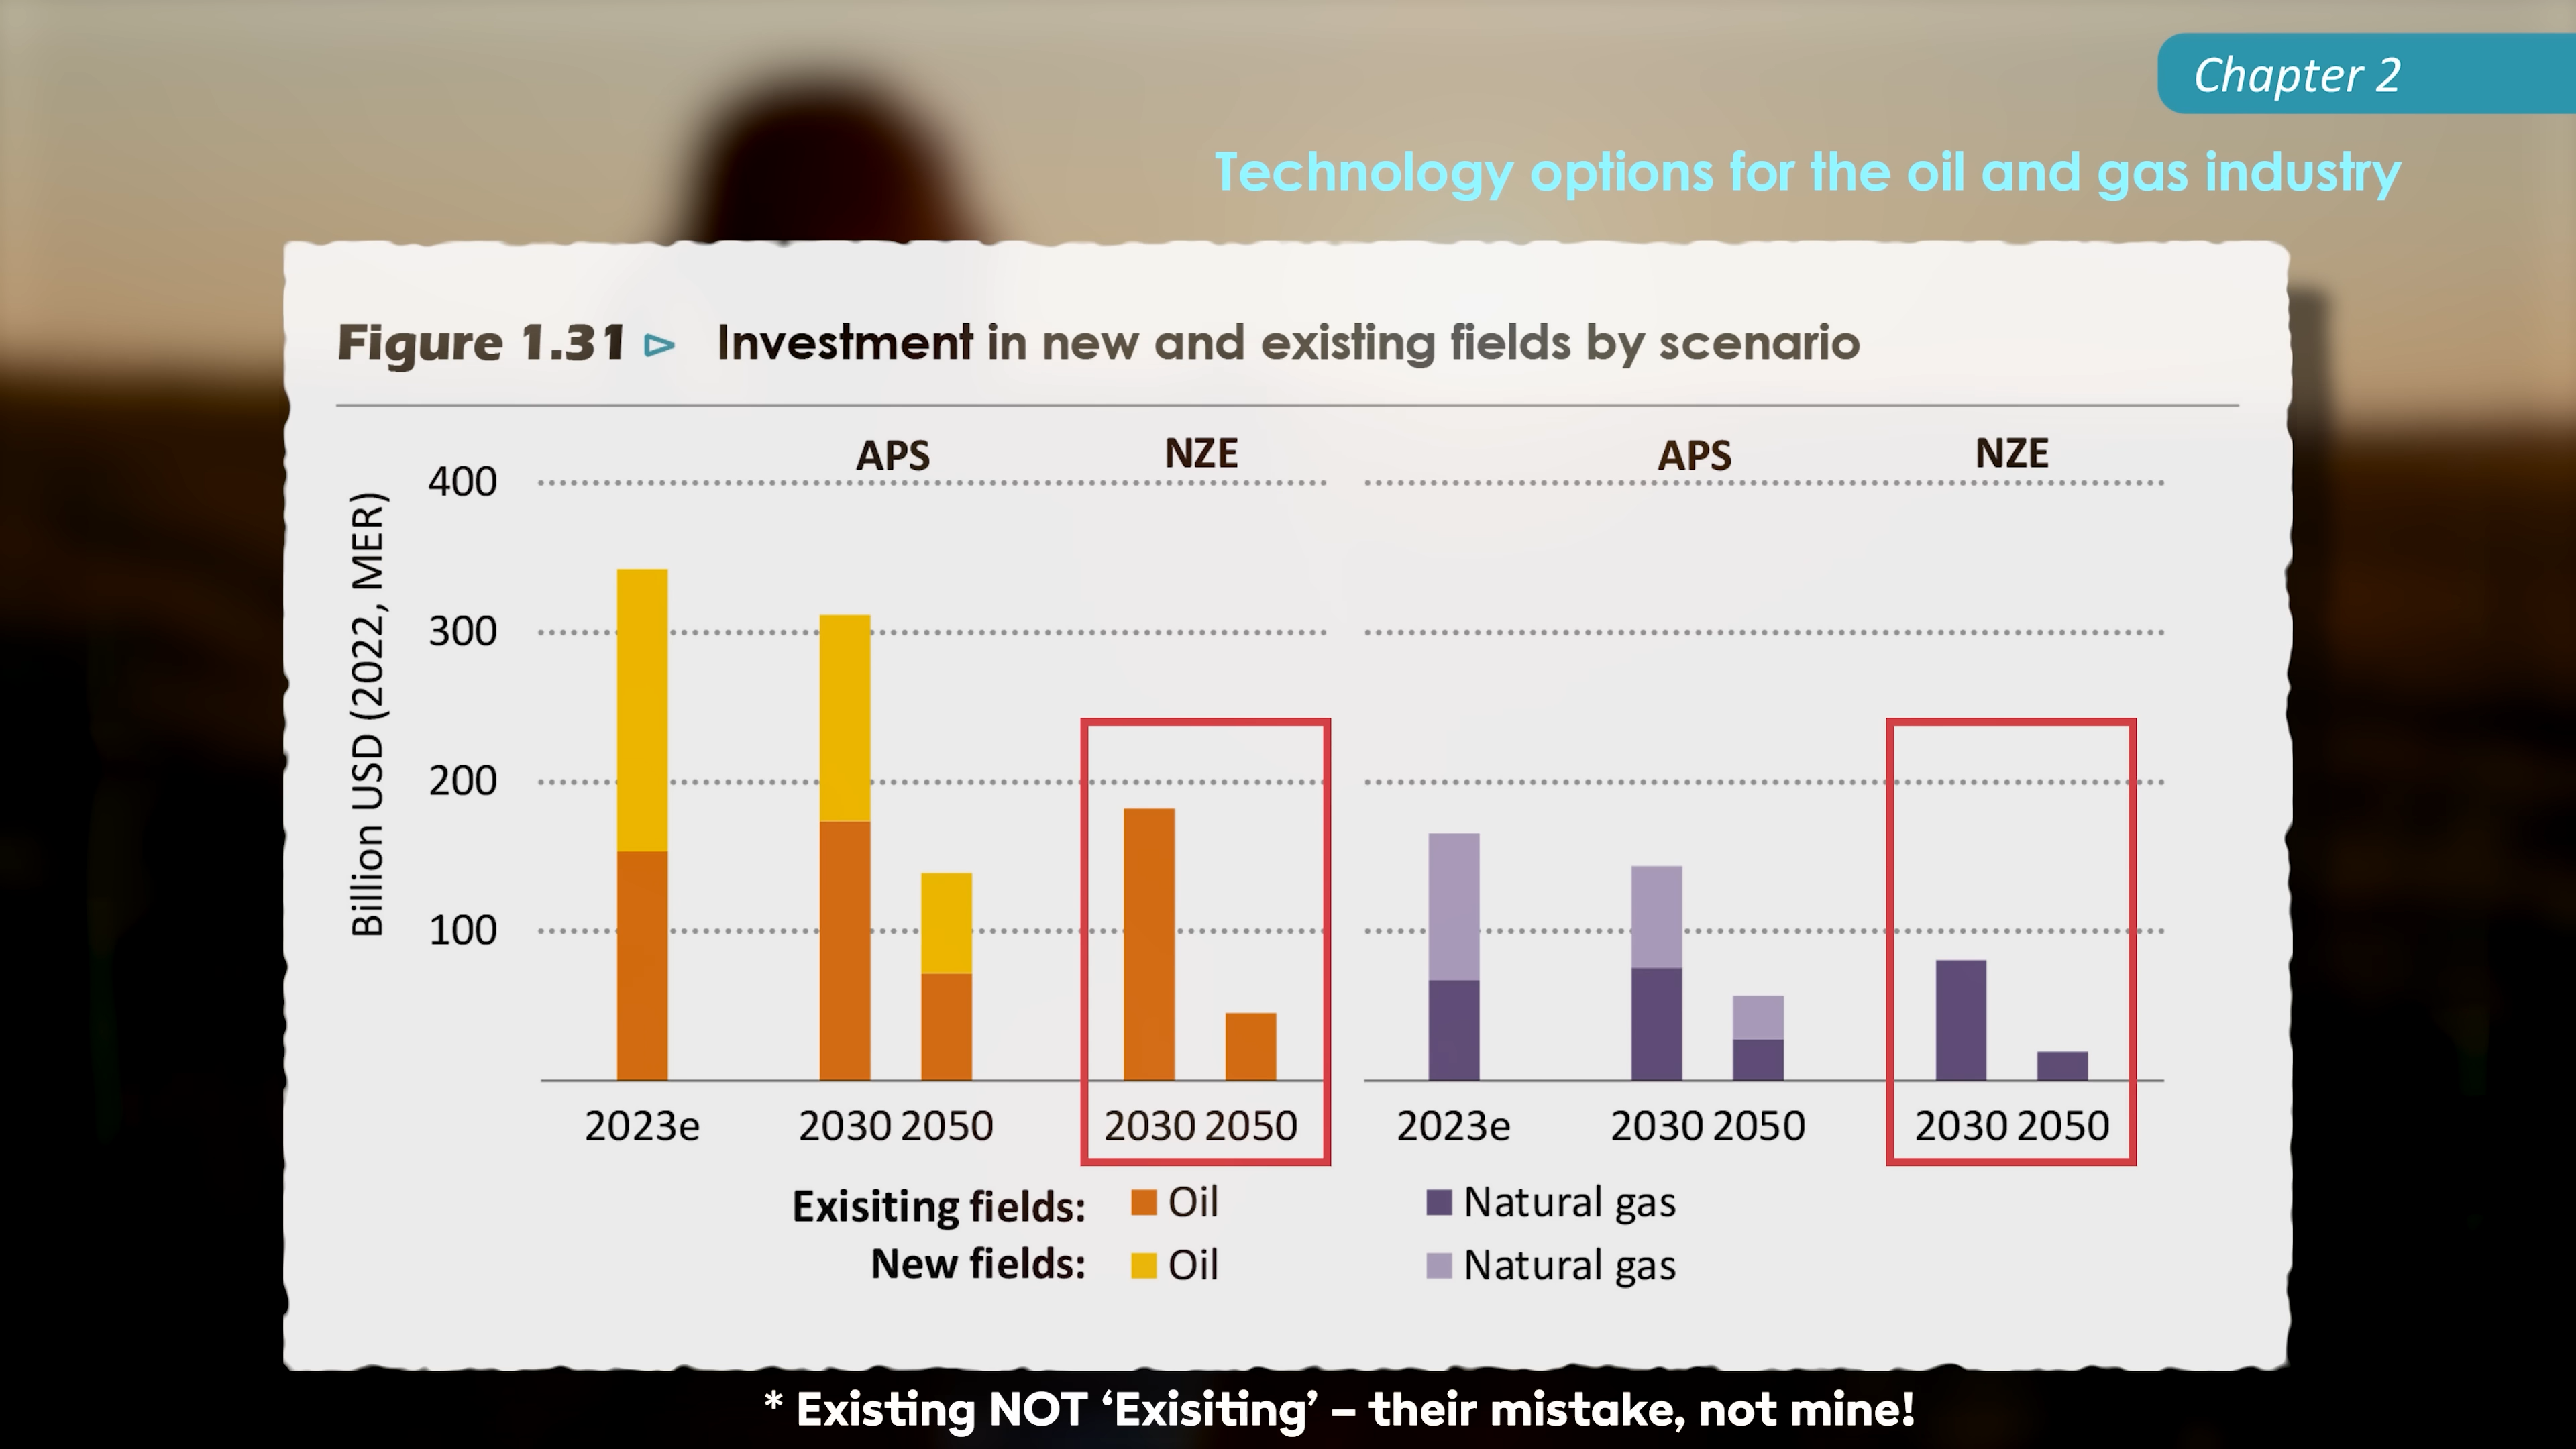 Chapter 2
Technology options for the oil and gas industry
Figure 1.31 ▷ Investment in new and existing fields by scenario
APS NZE APS NZE
Billion USD (2022, MER)
400
300
200
100
2023e 2030 2050 2030 2050 2023e 2030 2050 2030 2050
Exisiting fields: Oil Natural gas
New fields: Oil Natural gas
* Existing NOT ‘Exisiting’ – their mistake, not mine!